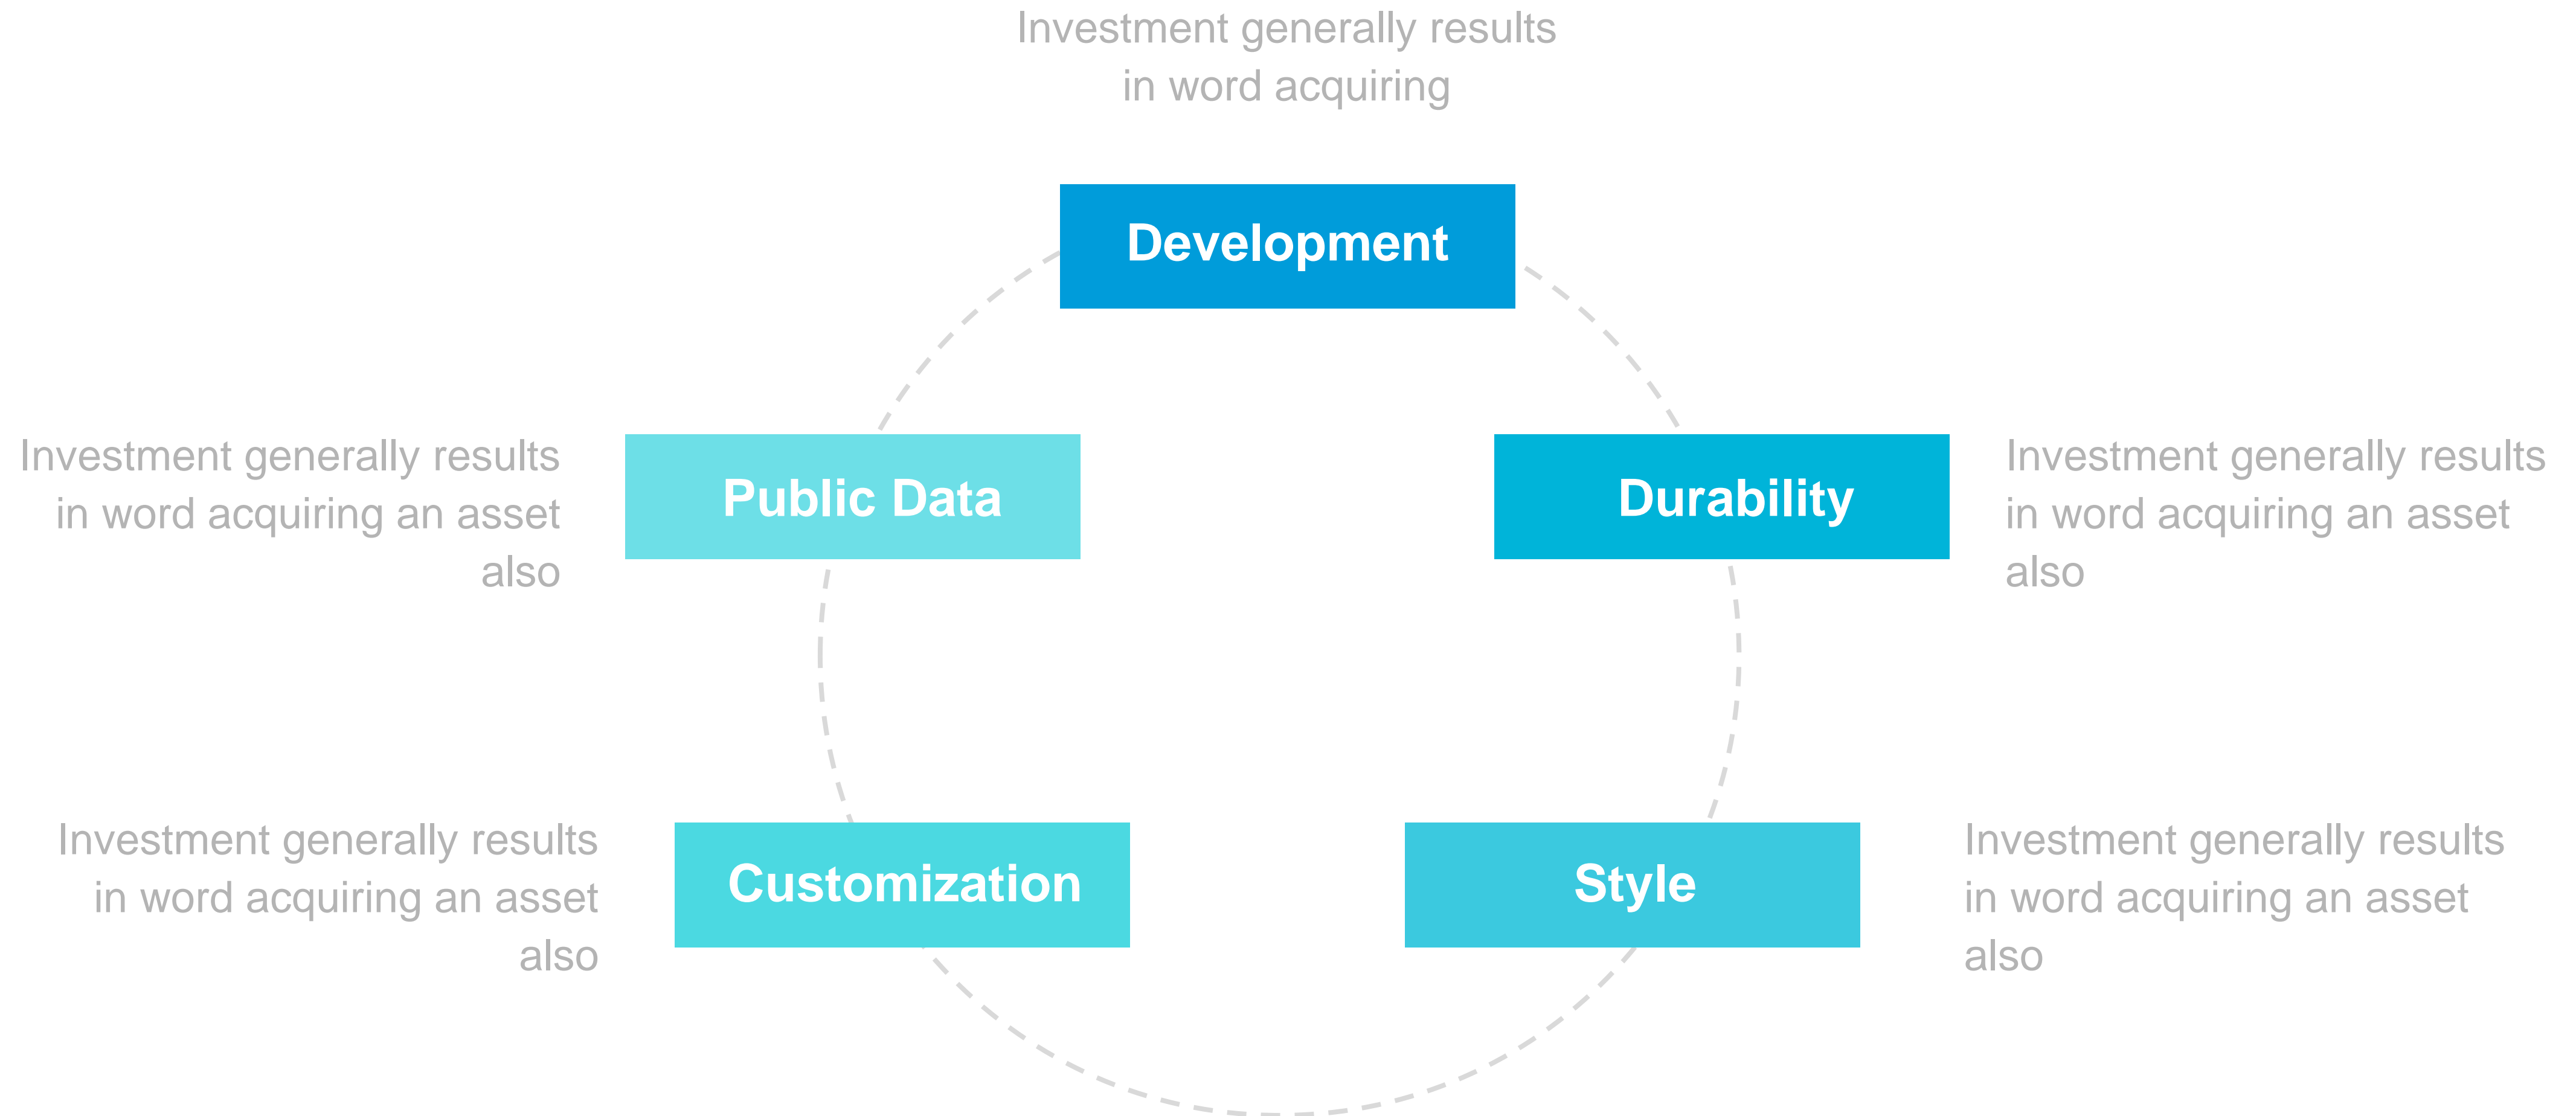 Investment generally results
in word acquiring
Development
Investment generally results
in word acquiring an asset
also
Public Data
Durability
Investment generally results
in word acquiring an asset
also
Investment generally results
in word acquiring an asset
also
Customization
Style
Investment generally results
in word acquiring an asset
also